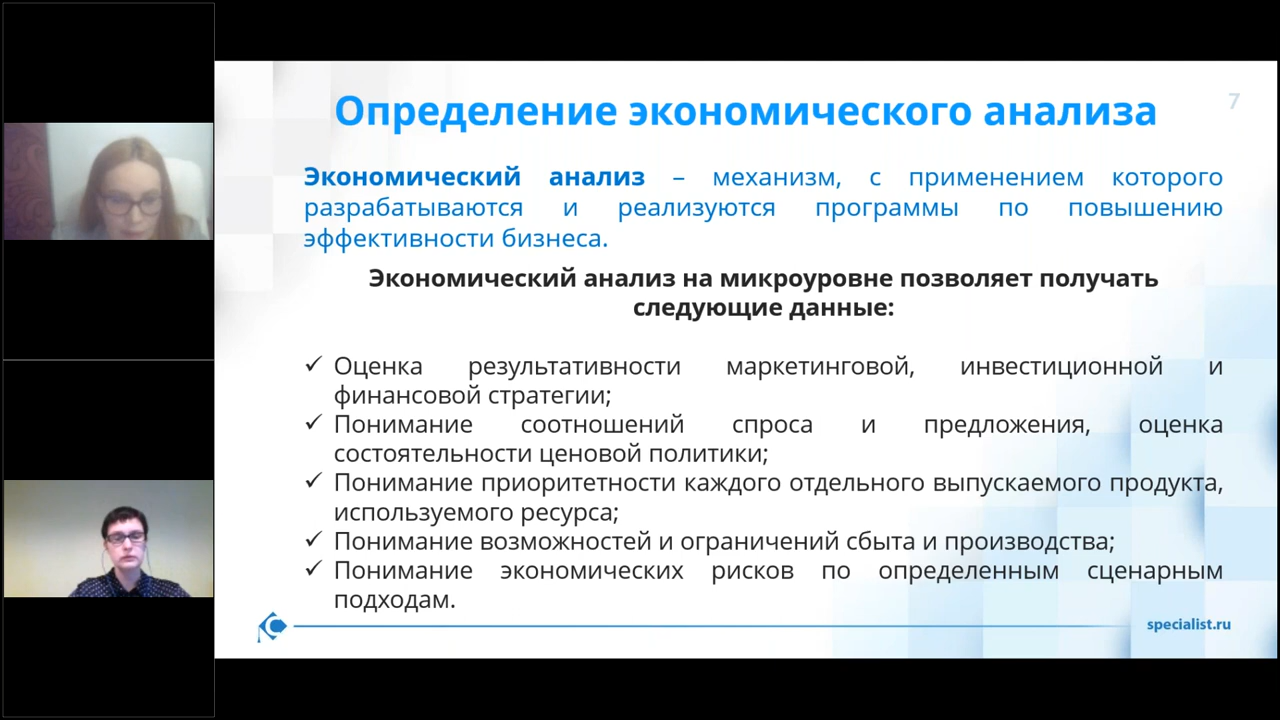 Определение экономического анализа
7
Экономический анализ – механизм, с применением которого
разрабатываются и реализуются программы по повышению
эффективности бизнеса.
Экономический анализ на микроуровне позволяет получать
следующие данные:
✓ Оценка результативности маркетинговой, инвестиционной и
финансовой стратегии;
✓ Понимание соотношений спроса и предложения, оценка
состоятельности ценовой политики;
✓ Понимание приоритетности каждого отдельного выпускаемого продукта,
используемого ресурса;
✓ Понимание возможностей и ограничений сбыта и производства;
✓ Понимание экономических рисков по определенным сценарным
подходам.
specialist.ru